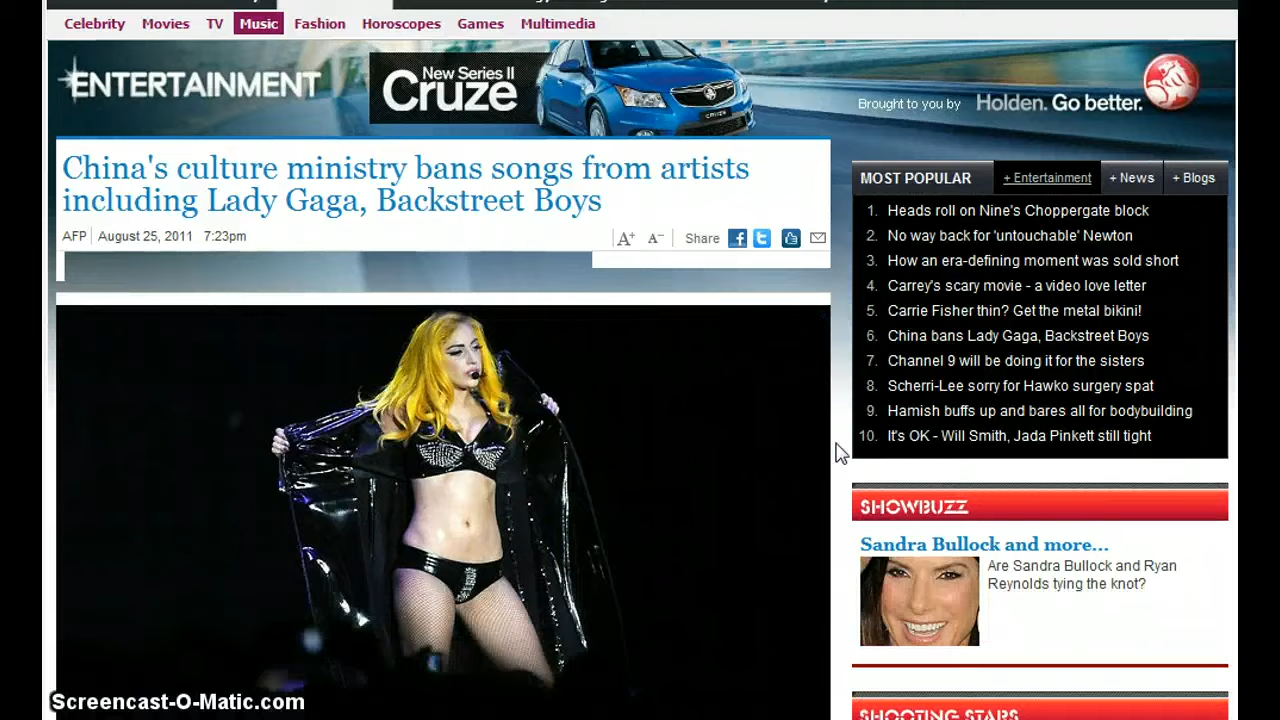 Celebrity Movies TV Music Fashion Horoscopes Games Multimedia
ENTERTAINMENT
New Series II
Cruze
Brought to you by Holden. Go better.
China's culture ministry bans songs from artists
including Lady Gaga, Backstreet Boys
AFP August 25, 2011 7:23pm
A+ A- Share
MOST POPULAR + Entertainment + News + Blogs
1. Heads roll on Nine's Choppergate block
2. No way back for 'untouchable' Newton
3. How an era-defining moment was sold short
4. Carrey's scary movie - a video love letter
5. Carrie Fisher thin? Get the metal bikini!
6. China bans Lady Gaga, Backstreet Boys
7. Channel 9 will be doing it for the sisters
8. Scherri-Lee sorry for Hawko surgery spat
9. Hamish buffs up and bares all for bodybuilding
10. It's OK - Will Smith, Jada Pinkett still tight
SHOWBUZZ
Sandra Bullock and more...
Are Sandra Bullock and Ryan
Reynolds tying the knot?
SHOOTING STARS
Screencast-O-Matic.com